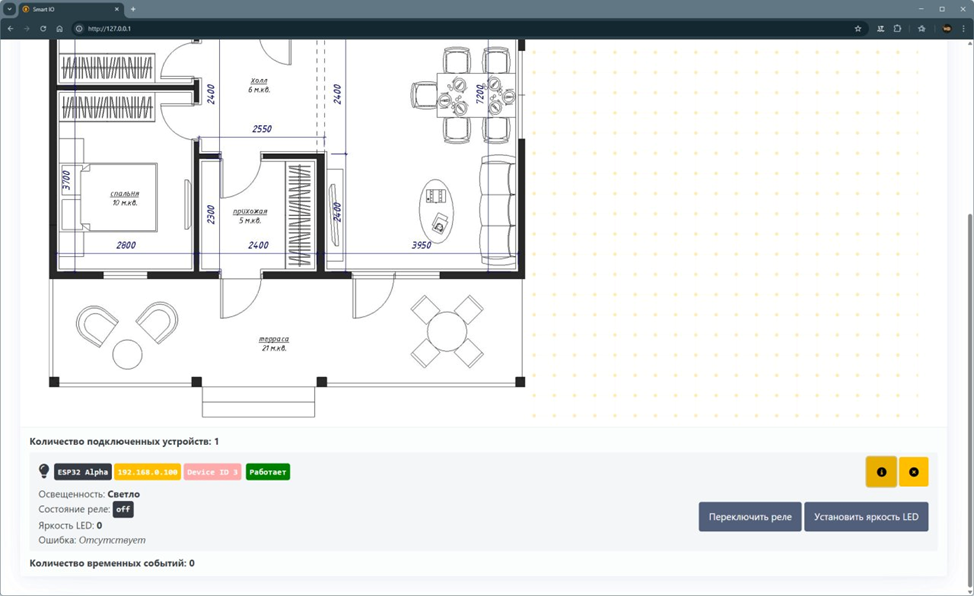 Smart IO
http://127.0.0.1
Холл
6 м.кв.
2400
2400
7200
2550
3700
спальня
10 м.кв.
2800
2300
прихожая
5 м.кв.
2400
2400
3950
терраса
21 м.кв.
Количество подключенных устройств: 1
ESP32 Alpha 192.168.0.100 Device ID 3 Работает
Освещенность: Светло
Состояние реле: off
Яркость LED: 0
Ошибка: Отсутствует
Переключить реле Установить яркость LED
Количество временных событий: 0